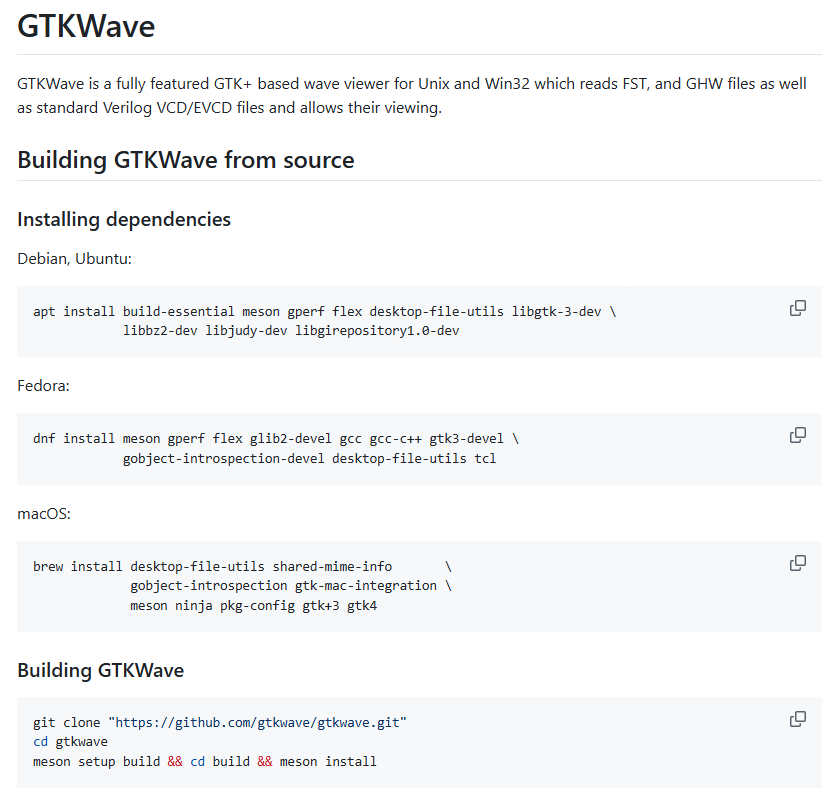 GTKWave
GTKWave is a fully featured GTK+ based wave viewer for Unix and Win32 which reads FST, and GHW files as well
as standard Verilog VCD/EVCD files and allows their viewing.
Building GTKWave from source
Installing dependencies
Debian, Ubuntu:
apt install build-essential meson gperf flex desktop-file-utils libgtk-3-dev \
            libbz2-dev libjudy-dev libgirepository1.0-dev
Fedora:
dnf install meson gperf flex glib2-devel gcc gcc-c++ gtk3-devel \
            gobject-introspection-devel desktop-file-utils tcl
macOS:
brew install desktop-file-utils shared-mime-info       \
             gobject-introspection gtk-mac-integration \
             meson ninja pkg-config gtk+3 gtk4
Building GTKWave
git clone "https://github.com/gtkwave/gtkwave.git"
cd gtkwave
meson setup build && cd build && meson install